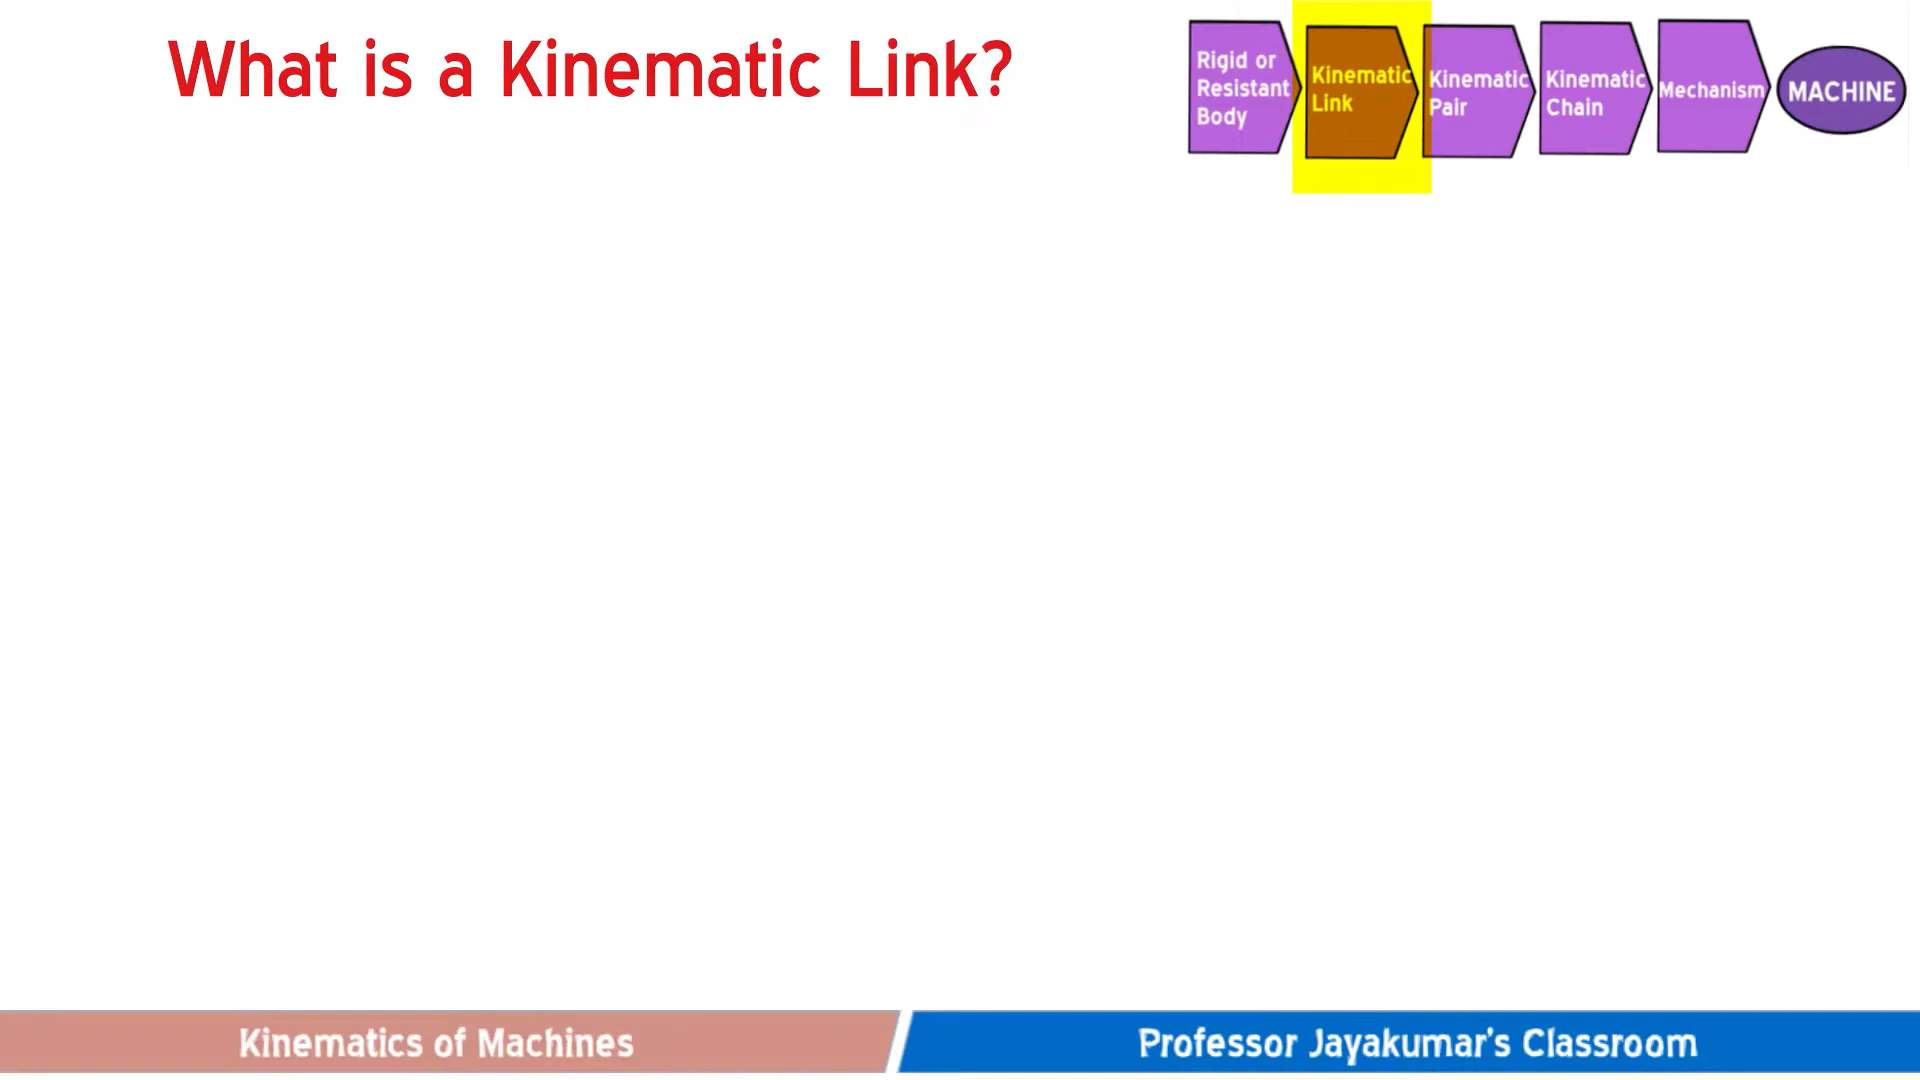 What is a Kinematic Link?
Rigid or
Resistant
Body
Kinematic
Link
Kinematic
Pair
Kinematic
Chain
Mechanism
MACHINE
Kinematics of Machines
Professor Jayakumar's Classroom